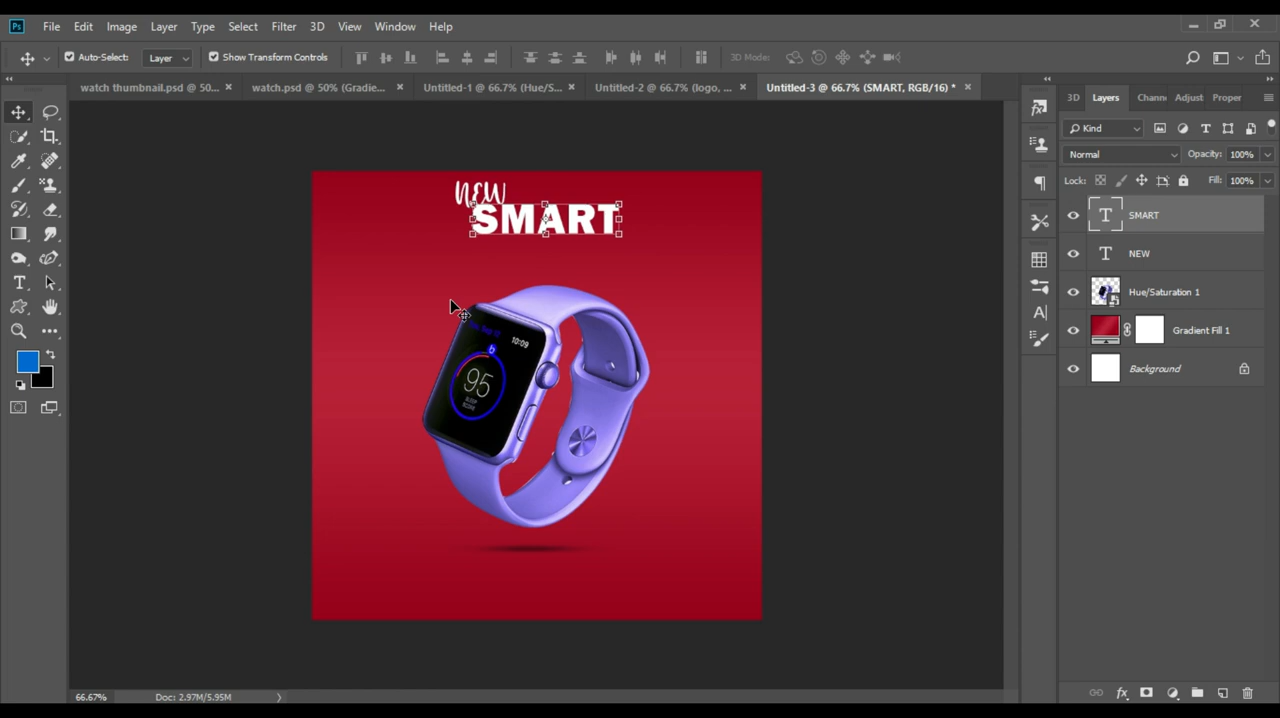 Ps File Edit Image Layer Type Select Filter 3D View Window Help
Auto-Select: Layer Show Transform Controls 3D Mode:
watch thumbnail.psd @ 50... × watch.psd @ 50% (Gradie... × Untitled-1 @ 66.7% (Hue/S... × Untitled-2 @ 66.7% (logo, ... × Untitled-3 @ 66.7% (SMART, RGB/16) * ×
3D Layers Chann Adjust Proper
Kind
Normal Opacity: 100%
Lock: Fill: 100%
SMART
NEW
Hue/Saturation 1
Gradient Fill 1
Background
NEW
SMART
10:09
95
SLEEP
SCORE
66.67% Doc: 2.97M/5.95M